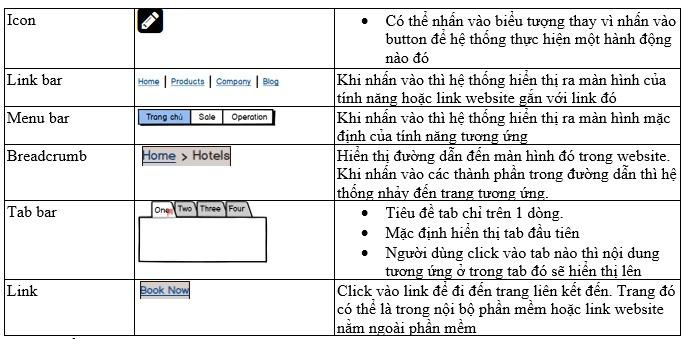 Icon
• Có thể nhấn vào biểu tượng thay vì nhấn vào
button để hệ thống thực hiện một hành động
nào đó
Link bar
Home | Products | Company | Blog
Khi nhấn vào thì hệ thống hiển thị ra màn hình của
tính năng hoặc link website gắn với link đó
Menu bar
Trang chủ Sale Operation
Khi nhấn vào thì hệ thống hiển thị ra màn hình mặc
định của tính năng tương ứng
Breadcrumb
Home > Hotels
Hiển thị đường dẫn đến màn hình đó trong website.
Khi nhấn vào các thành phần trong đường dẫn thì hệ
thống nhảy đến trang tương ứng.
Tab bar
One Two Three Four
• Tiêu đề tab chỉ trên 1 dòng.
• Mặc định hiển thị tab đầu tiên
• Người dùng click vào tab nào thì nội dung
tương ứng ở trong tab đó sẽ hiển thị lên
Link
Book Now
Click vào link để đi đến trang liên kết đến. Trang đó
có thể là trong nội bộ phần mềm hoặc link website
nằm ngoài phần mềm